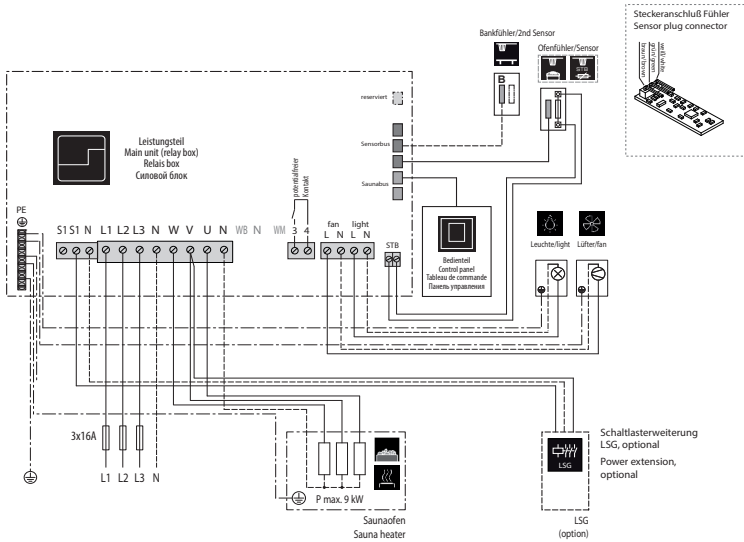 Steckeranschluß Fühler
Sensor plug connector
braun/brown
grün/green
weiß/white
Bankfühler/2nd Sensor
Ofenfühler/Sensor
STB
B
reserviert
Sensorbus
Saunabus
Leistungsteil
Main unit (relay box)
Relais box
Силовой блок
potentialfreier
Kontakt
PE
S1 S1 N L1 L2 L3 N W V U N WB N WM 3 4
fan light
L N L N
STB
Bedienteil
Control panel
Tableau de commande
Панель управления
Leuchte/light
Lüfter/fan
3x16A
L1 L2 L3 N
P max. 9 kW
Saunaofen
Sauna heater
LSG
Schaltlasterweiterung
LSG, optional
Power extension,
optional
LSG
(option)